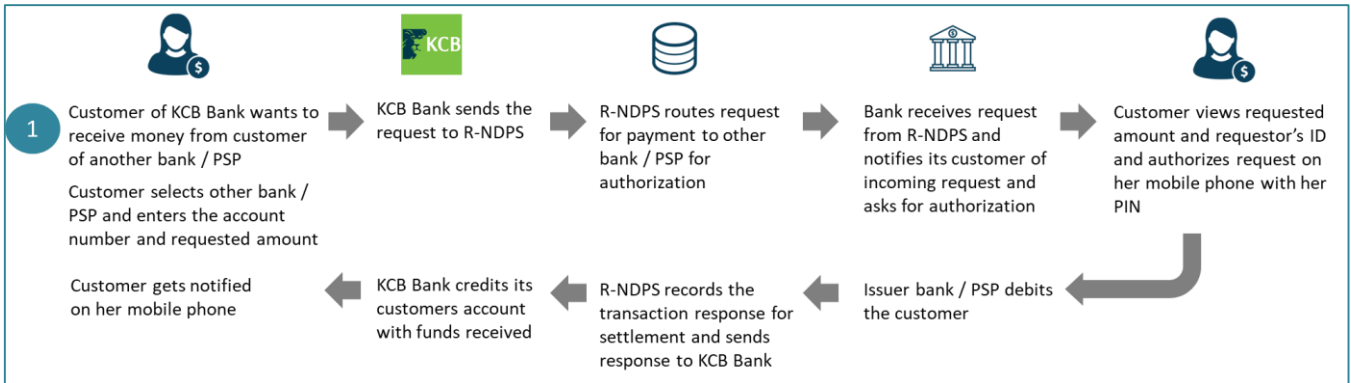 $
KCB
$
$
1
Customer of KCB Bank wants to
receive money from customer
of another bank / PSP
Customer selects other bank /
PSP and enters the account
number and requested amount
KCB Bank sends the
request to R-NDPS
R-NDPS routes request
for payment to other
bank / PSP for
authorization
Bank receives request
from R-NDPS and
notifies its customer of
incoming request and
asks for authorization
Customer views requested
amount and requestor's ID
and authorizes request on
her mobile phone with her
PIN
Issuer bank / PSP debits
the customer
R-NDPS records the
transaction response for
settlement and sends
response to KCB Bank
KCB Bank credits its
customers account
with funds received
Customer gets notified
on her mobile phone